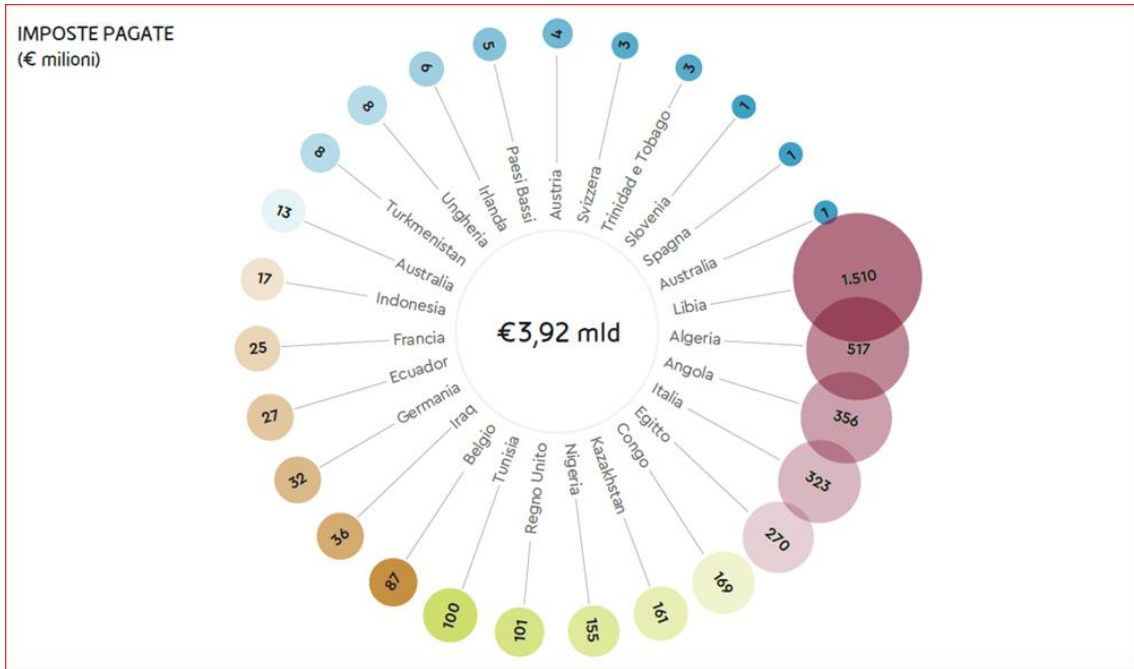 IMPOSTE PAGATE
(€ milioni)
€3,92 mld
Libia
1.510
Algeria
517
Angola
356
Italia
323
Egitto
270
Congo
169
Kazakhstan
161
Nigeria
155
Regno Unito
101
Tunisia
100
Belgio
87
Iraq
36
Germania
32
Ecuador
27
Francia
25
Indonesia
17
Australia
13
Turkmenistan
8
Ungheria
8
Irlanda
6
Paesi Bassi
5
Austria
4
Svizzera
3
Trinidad e Tobago
3
Slovenia
1
Spagna
1
Australia
1